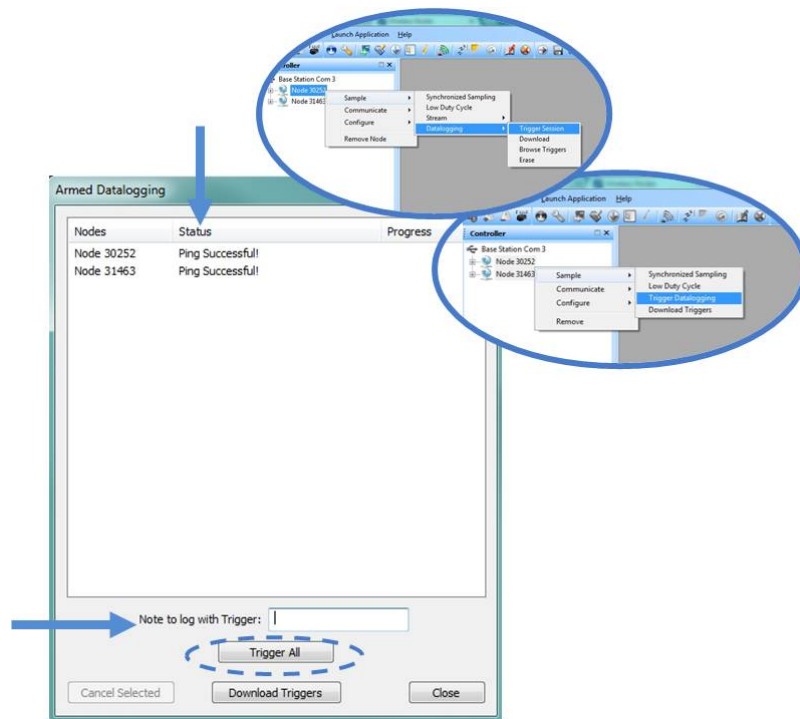 Launch Application Help
Base Station Com 3
Node 30252
Node 31463
Sample
Communicate
Configure
Remove Node
Synchronized Sampling
Low Duty Cycle
Stream
Datalogging
Trigger Session
Download
Browse Triggers
Erase
Armed Datalogging
Nodes Status Progress
Node 30252 Ping Successful!
Node 31463 Ping Successful!
Launch Application Help
Controller
Base Station Com 3
Node 30252
Node 31463
Sample
Communicate
Configure
Remove
Synchronized Sampling
Low Duty Cycle
Trigger Datalogging
Download Triggers
Note to log with Trigger:
Trigger All
Cancel Selected Download Triggers Close